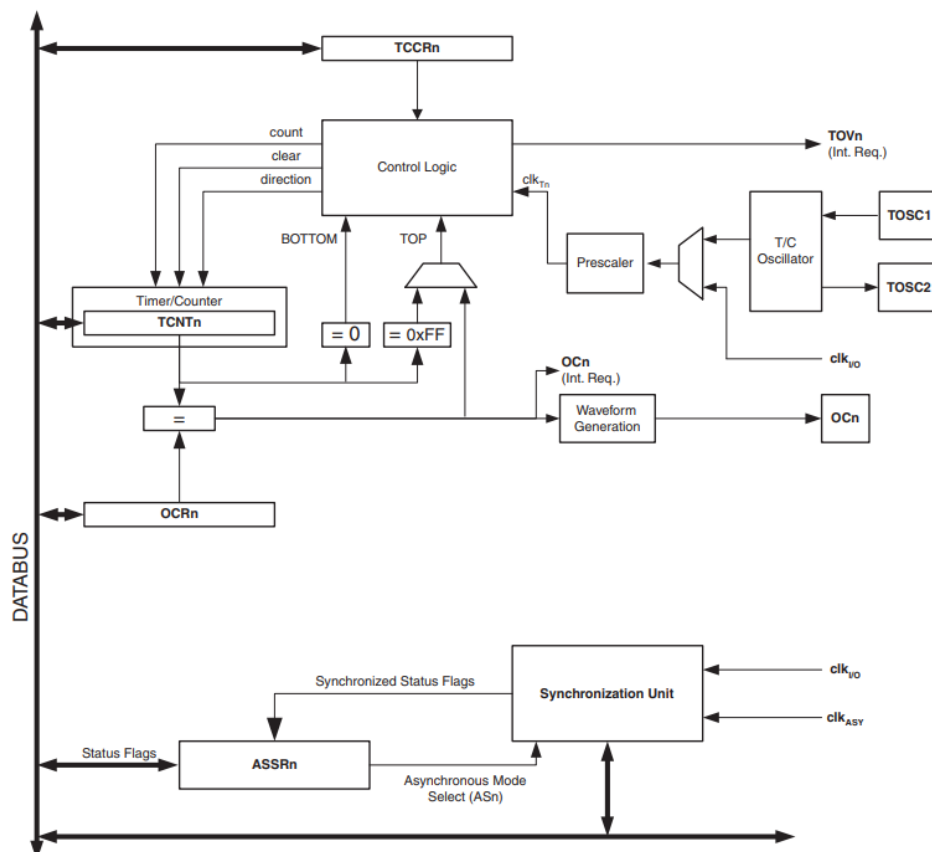 TCCRn
count
clear
direction
Control Logic
TOVn
(Int. Req.)
clkTn
BOTTOM
TOP
Prescaler
T/C
Oscillator
TOSC1
TOSC2
Timer/Counter
TCNTn
= 0
= 0xFF
clkI/O
OCn
(Int. Req.)
=
Waveform
Generation
OCn
OCRn
DATABUS
Synchronized Status Flags
Synchronization Unit
clkI/O
clkASY
Status Flags
ASSRn
Asynchronous Mode
Select (ASn)